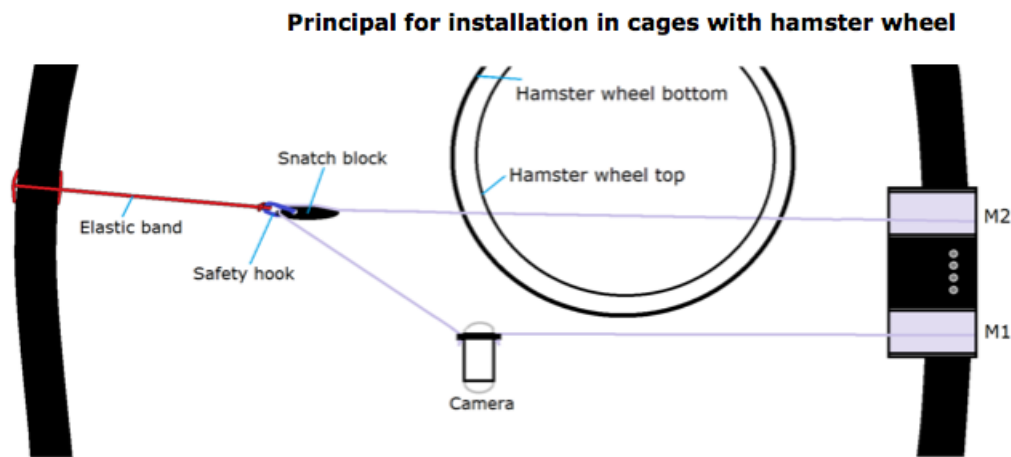 Principal for installation in cages with hamster wheel
Hamster wheel bottom
Snatch block
Hamster wheel top
Elastic band
M2
Safety hook
M1
Camera